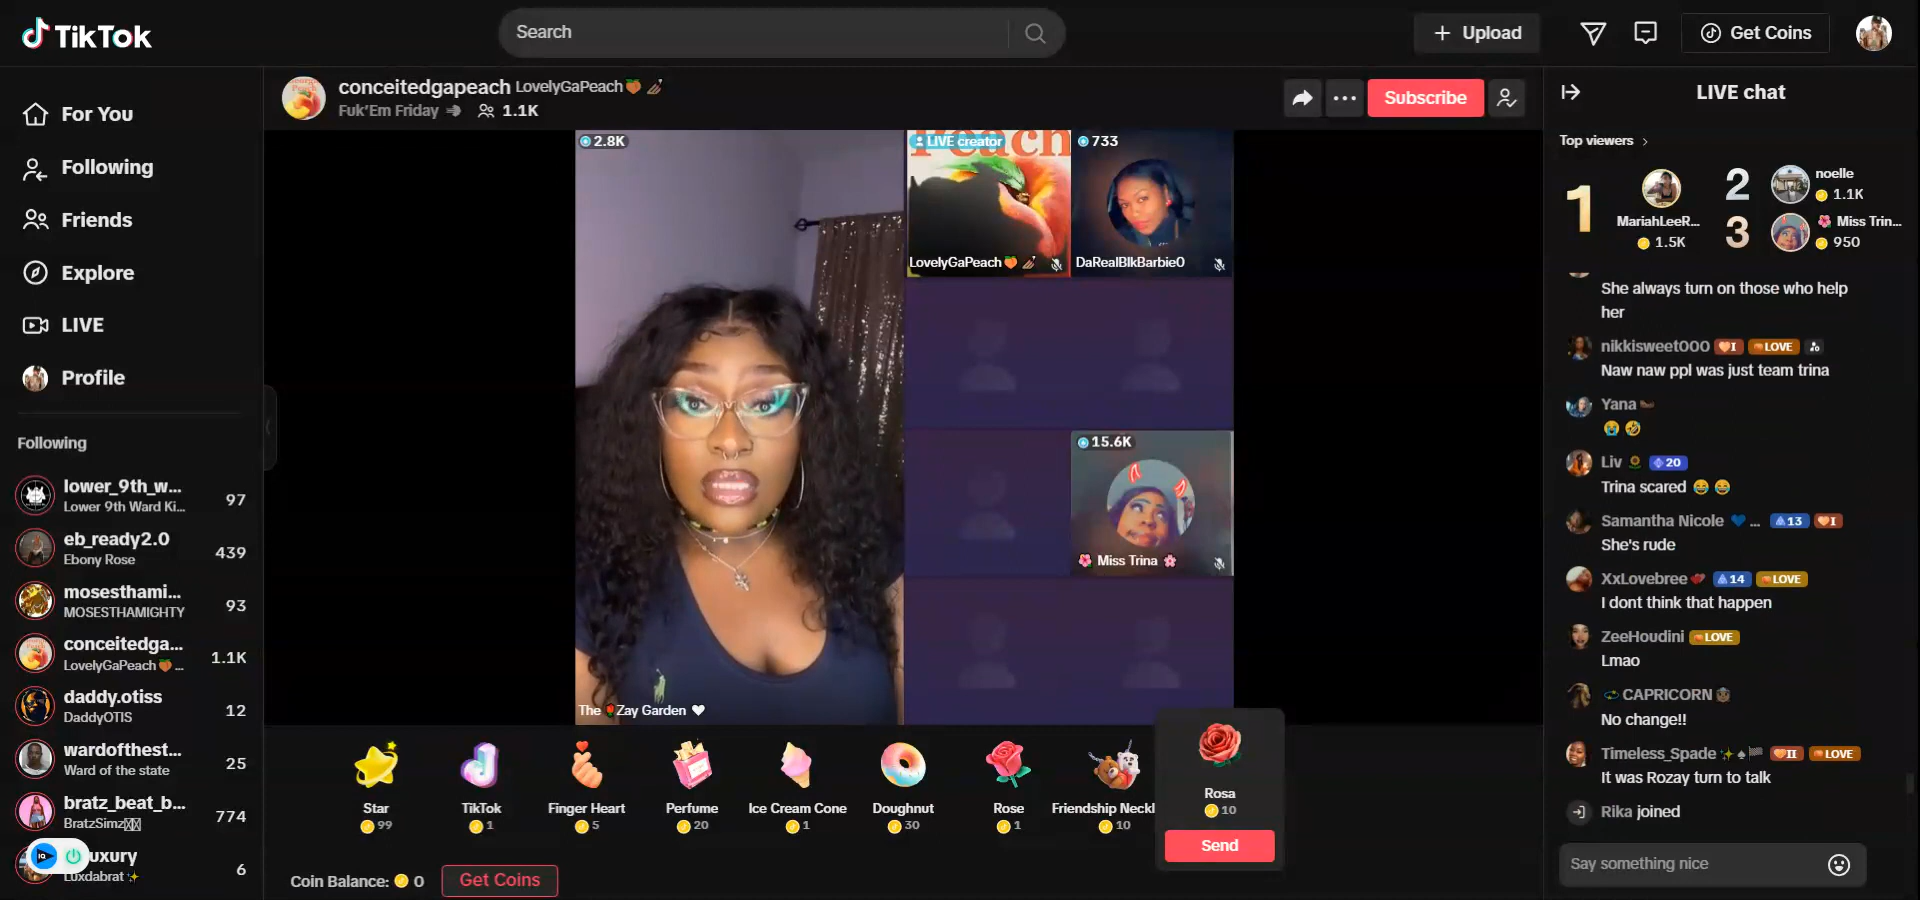 TikTok
Search
Upload
Get Coins
For You
Following
Friends
Explore
LIVE
Profile
Following
lower_9th_w...
Lower 9th Ward Ki...
97
eb_ready2.0
Ebony Rose
439
mosesthami...
MOSESTHAMIGHTY
93
conceitedga...
LovelyGaPeach🍑 ...
1.1K
daddy.otiss
DaddyOTIS
12
wardofthest...
Ward of the state
25
bratz_beat_b...
BratzSimz
774
uxury
Luxdabrat✨
6
conceitedgapeach LovelyGaPeach🍑 💅🏾
Fuk'Em Friday
1.1K
Subscribe
2.8K
The 🌹Zay Garden 🤍
LIVE creator
Peach
LovelyGaPeach🍑 💅🏾
733
DaRealBlkBarbie0
15.6K
🌺 Miss Trina 🌸
Star
99
TikTok
1
Finger Heart
5
Perfume
20
Ice Cream Cone
1
Doughnut
30
Rose
1
Friendship Neckl
10
Rosa
10
Send
Coin Balance: 0
Get Coins
LIVE chat
Top viewers
1
MariahLeeR...
1.5K
2
noelle
1.1K
3
🌺 Miss Trin...
950
She always turn on those who help
her
nikkisweet000 I LOVE
Naw naw ppl was just team trina
Yana
😭 🤣
Liv 🌻 20
Trina scared 😂 😂
Samantha Nicole 💙 ... 13 I
She's rude
XxLovebree 14 LOVE
I dont think that happen
ZeeHoudini LOVE
Lmao
CAPRICORN
No change!!
Timeless_Spade✨♠🏁 II LOVE
It was Rozay turn to talk
Rika joined
Say something nice